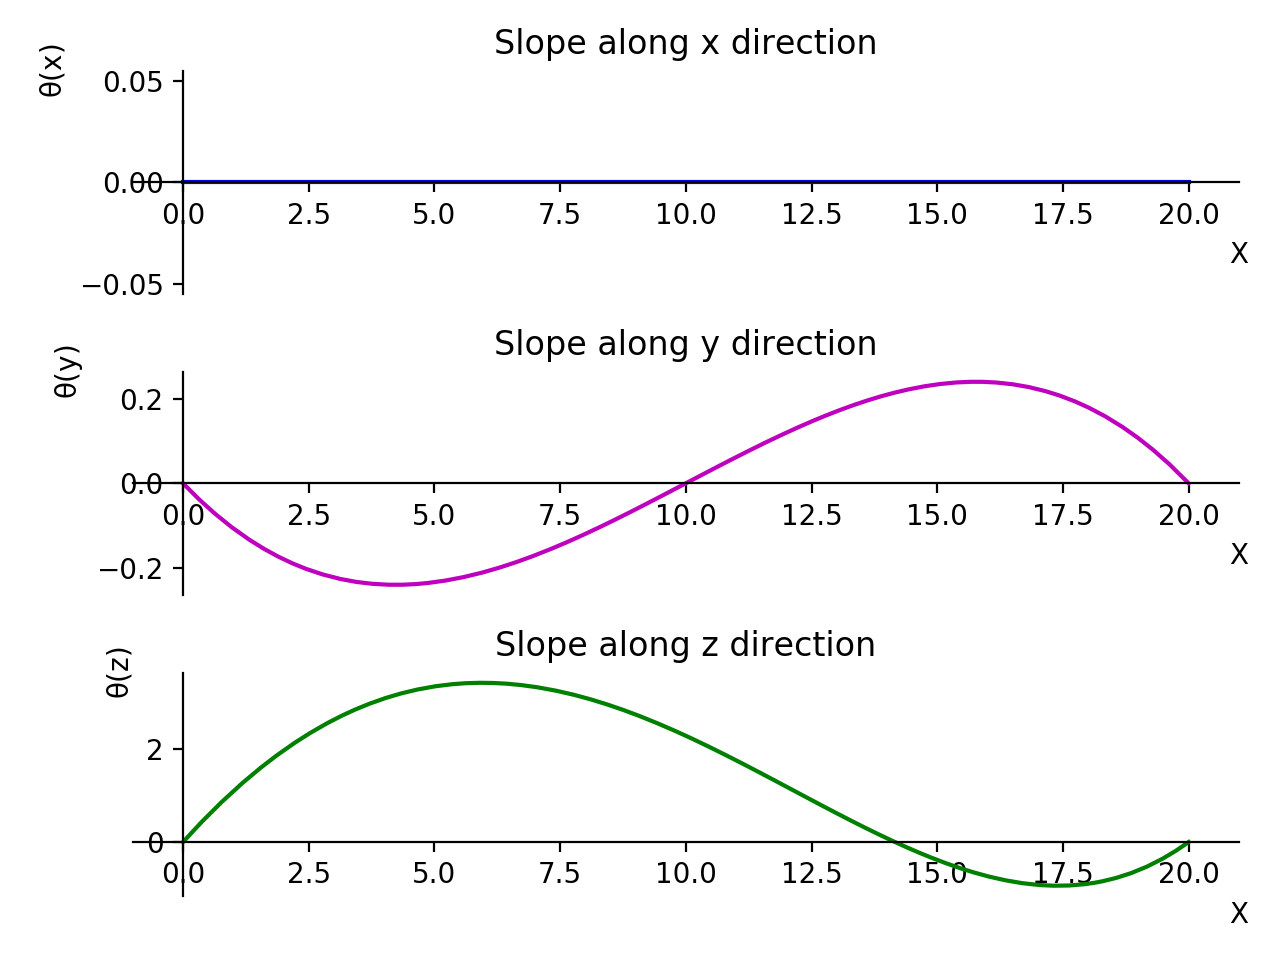 Slope along x direction
θ(x)
0.05
0.00
−0.05
0.0 2.5 5.0 7.5 10.0 12.5 15.0 17.5 20.0
X
Slope along y direction
θ(y)
0.2
0.0
−0.2
0.0 2.5 5.0 7.5 10.0 12.5 15.0 17.5 20.0
X
Slope along z direction
θ(z)
2
0
0.0 2.5 5.0 7.5 10.0 12.5 15.0 17.5 20.0
X